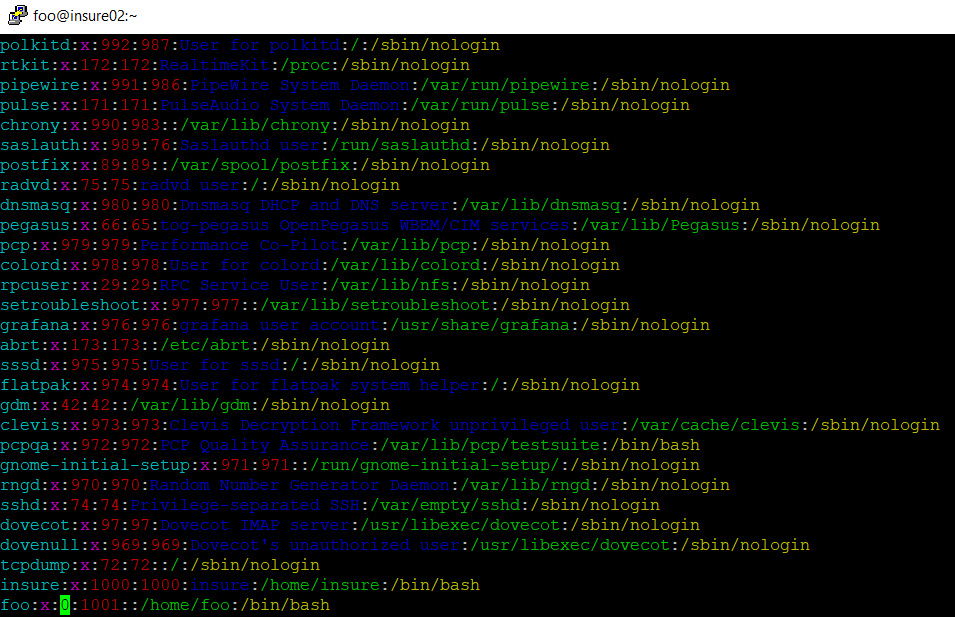 foo@insure02:~
polkitd:x:992:987:User for polkitd:/:/sbin/nologin
rtkit:x:172:172:RealtimeKit:/proc:/sbin/nologin
pipewire:x:991:986:PipeWire System Daemon:/var/run/pipewire:/sbin/nologin
pulse:x:171:171:PulseAudio System Daemon:/var/run/pulse:/sbin/nologin
chrony:x:990:983::/var/lib/chrony:/sbin/nologin
saslauth:x:989:76:Saslauthd user:/run/saslauthd:/sbin/nologin
postfix:x:89:89::/var/spool/postfix:/sbin/nologin
radvd:x:75:75:radvd user:/:/sbin/nologin
dnsmasq:x:980:980:Dnsmasq DHCP and DNS server:/var/lib/dnsmasq:/sbin/nologin
pegasus:x:66:65:tog-pegasus OpenPegasus WBEM/CIM services:/var/lib/Pegasus:/sbin/nologin
pcp:x:979:979:Performance Co-Pilot:/var/lib/pcp:/sbin/nologin
colord:x:978:978:User for colord:/var/lib/colord:/sbin/nologin
rpcuser:x:29:29:RPC Service User:/var/lib/nfs:/sbin/nologin
setroubleshoot:x:977:977::/var/lib/setroubleshoot:/sbin/nologin
grafana:x:976:976:grafana user account:/usr/share/grafana:/sbin/nologin
abrt:x:173:173::/etc/abrt:/sbin/nologin
sssd:x:975:975:User for sssd:/:/sbin/nologin
flatpak:x:974:974:User for flatpak system helper:/:/sbin/nologin
gdm:x:42:42::/var/lib/gdm:/sbin/nologin
clevis:x:973:973:Clevis Decryption Framework unprivileged user:/var/cache/clevis:/sbin/nologin
pcpqa:x:972:972:PCP Quality Assurance:/var/lib/pcp/testsuite:/bin/bash
gnome-initial-setup:x:971:971::/run/gnome-initial-setup/:/sbin/nologin
rngd:x:970:970:Random Number Generator Daemon:/var/lib/rngd:/sbin/nologin
sshd:x:74:74:Privilege-separated SSH:/var/empty/sshd:/sbin/nologin
dovecot:x:97:97:Dovecot IMAP server:/usr/libexec/dovecot:/sbin/nologin
dovenull:x:969:969:Dovecot's unauthorized user:/usr/libexec/dovecot:/sbin/nologin
tcpdump:x:72:72::/:/sbin/nologin
insure:x:1000:1000:insure:/home/insure:/bin/bash
foo:x:0:1001::/home/foo:/bin/bash